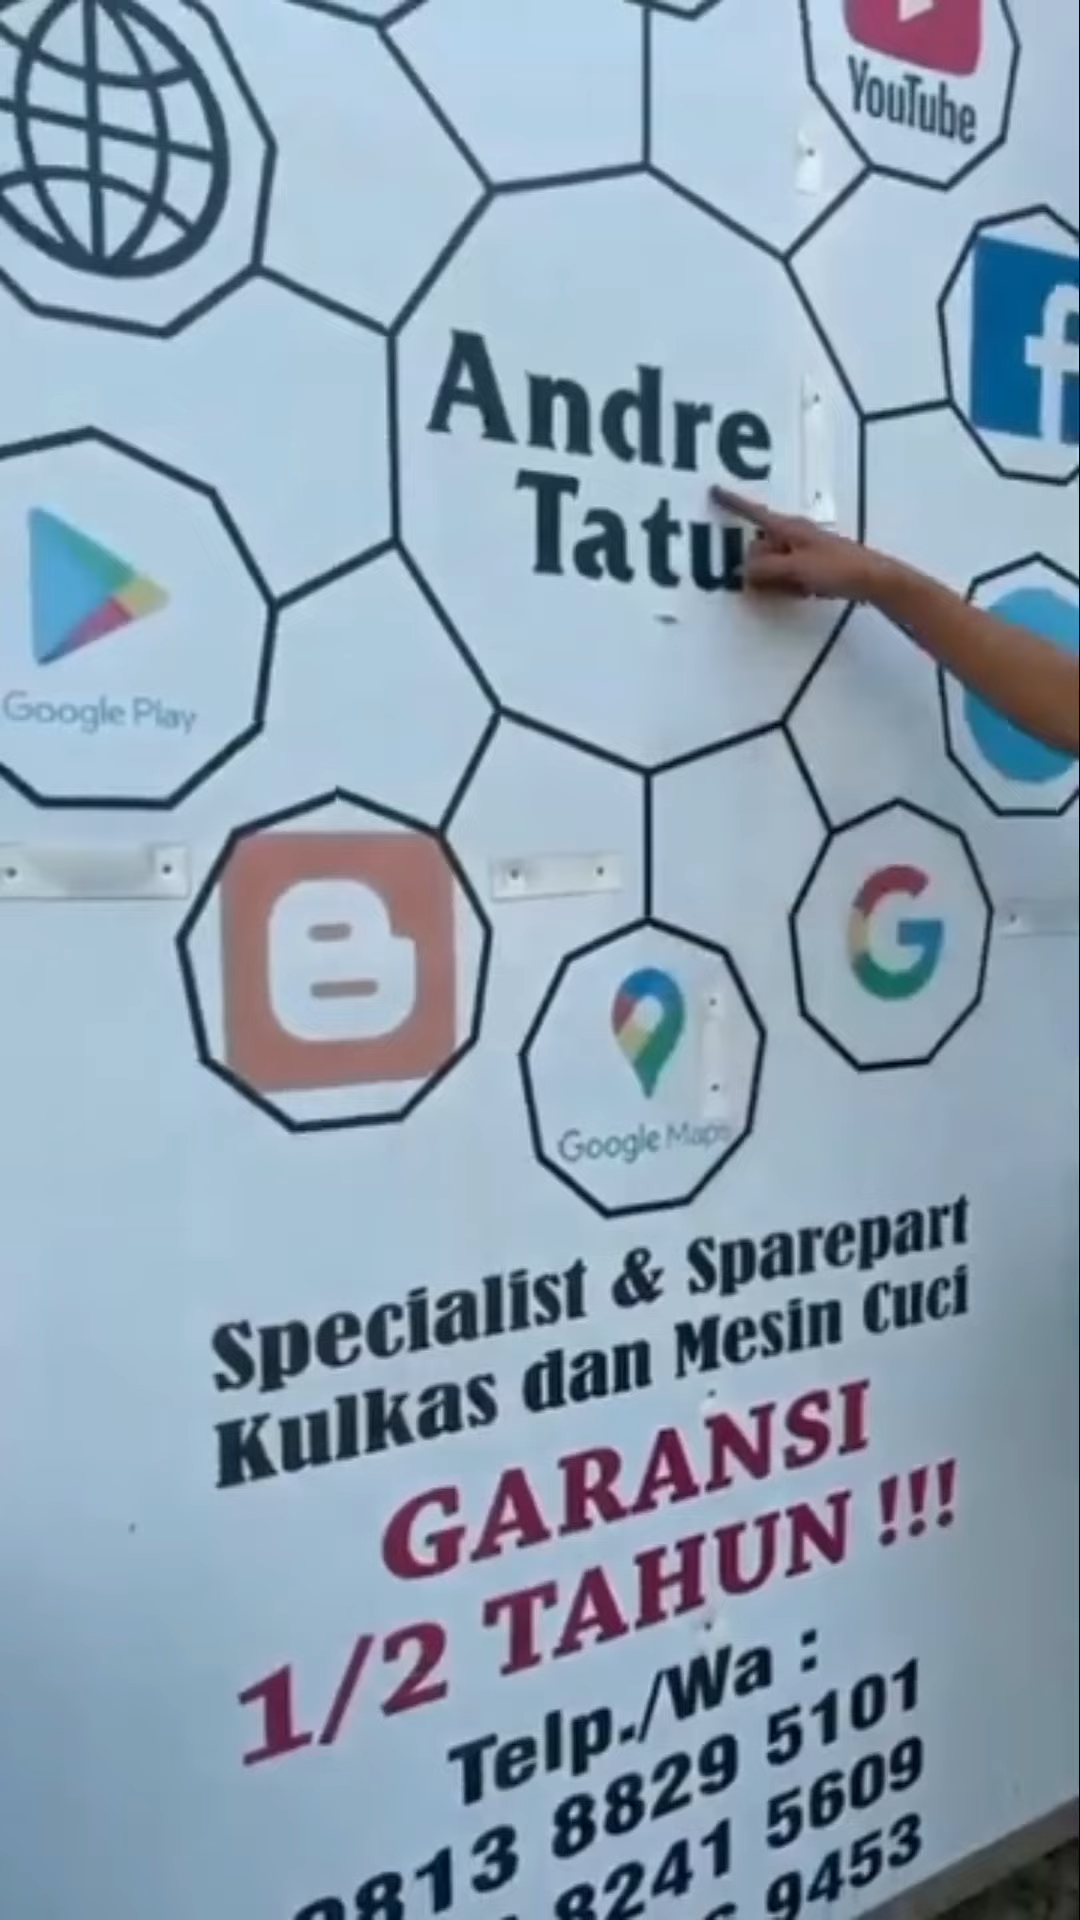 YouTube
Andre
Tatu
Google Play
Google Maps
Specialist & Sparepart
Kulkas dan Mesin Cuci
GARANSI
1/2 TAHUN !!!
Telp./Wa :
0813 8829 5101
8241 5609
9453